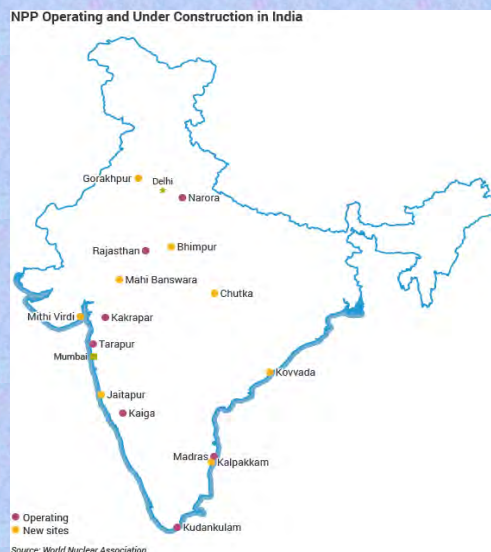 NPP Operating and Under Construction in India
Gorakhpur
Delhi
Narora
Rajasthan
Bhimpur
Mahi Banswara
Chutka
Mithi Virdi
Kakrapar
Tarapur
Mumbai
Kovvada
Jaitapur
Kaiga
Madras
Kalpakkam
Kudankulam
Operating
New sites
Source: World Nuclear Association